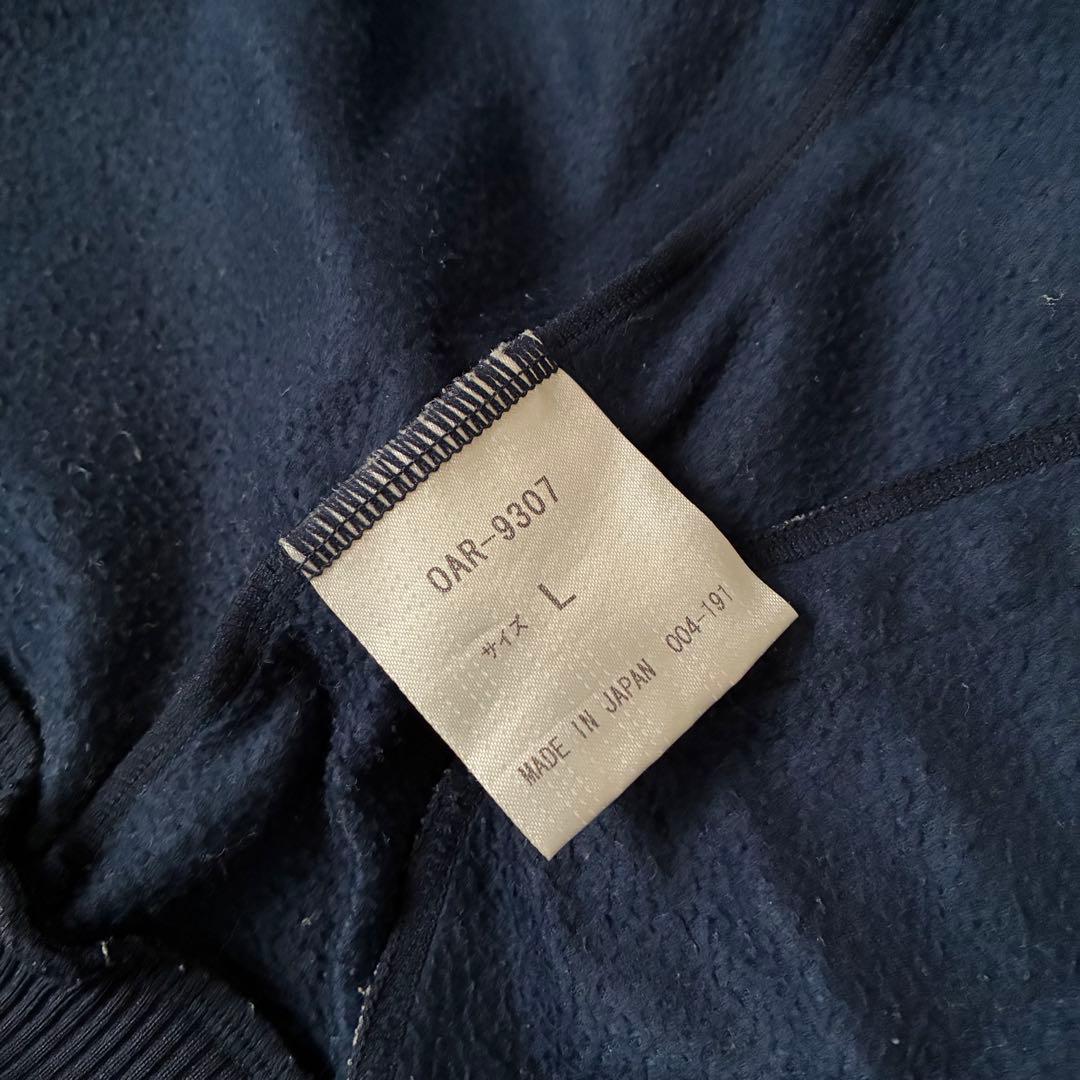 OAR-9307
サイズ L
MADE IN JAPAN 004-191